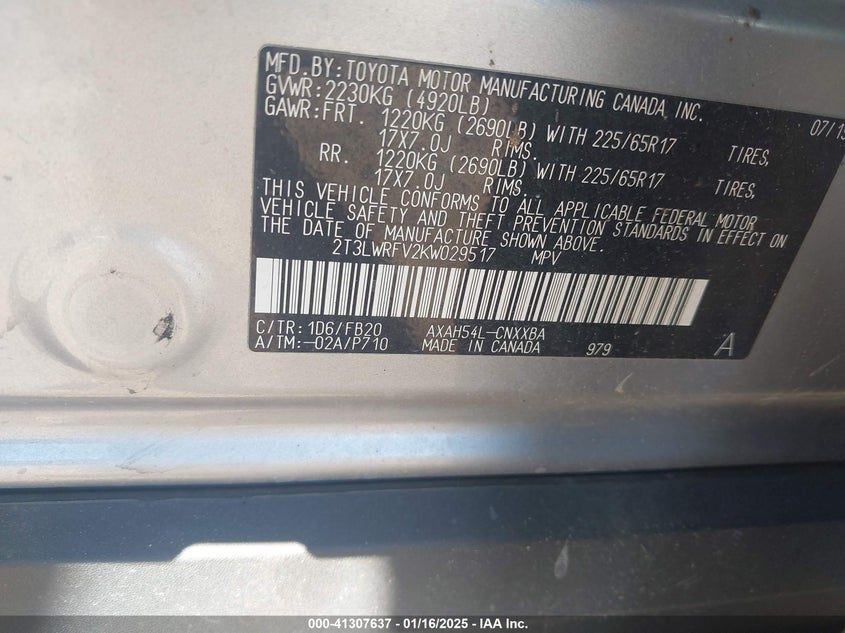 MFD.BY: TOYOTA MOTOR MANUFACTURING CANADA, INC.
GVWR: 2230KG (4920LB) 07/19
GAWR: FRT. 1220KG (2690LB) WITH 225/65R17 TIRES,
17X7.0J RIMS.
RR. 1220KG (2690LB) WITH 225/65R17 TIRES,
17X7.0J RIMS.
THIS VEHICLE CONFORMS TO ALL APPLICABLE FEDERAL MOTOR
VEHICLE SAFETY AND THEFT PREVENTION STANDARDS IN EFFECT ON
THE DATE OF MANUFACTURE SHOWN ABOVE.
2T3LWRFV2KW029517 MPV
C/TR: 1D6/FB20 AXAH54L-CNXXBA
A/TM: -02A/P710 MADE IN CANADA 979 A
000-41307637 - 01/16/2025 - IAA Inc.